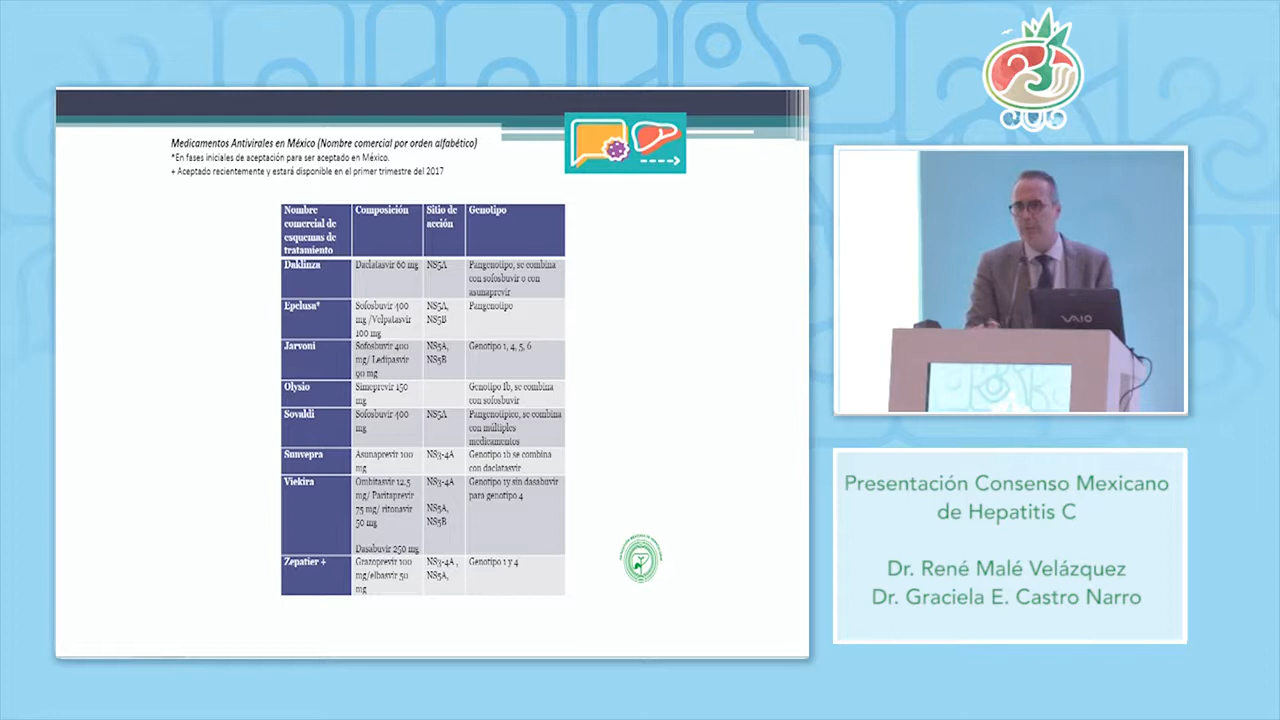 Medicamentos Antivirales en México (Nombre comercial por orden alfabético)
*En fases iniciales de aceptación para ser aceptado en México.
+ Aceptado recientemente y estará disponible en el primer trimestre del 2017
Nombre comercial de esquemas de tratamiento
Composición
Sitio de acción
Genotipo
Daklinza
Daclatasvir 60 mg
NS5A
Pangenotipo, se combina
con sofosbuvir o con
asunaprevir
Epclusa*
Sofosbuvir 400
mg /Velpatasvir
100 mg
NS5A,
NS5B
Pangenotipo
Jarvoni
Sofosbuvir 400
mg/ Ledipasvir
90 mg
NS5A,
NS5B
Genotipo 1, 4, 5, 6
Olysio
Simeprevir 150
mg
Genotipo 1b, se combina
con sofosbuvir
Sovaldi
Sofosbuvir 400
mg
NS5A
Pangenotipico, se combina
con múltiples
medicamentos
Sunvepra
Asunaprevir 100
mg
NS3-4A
Genotipo 1b se combina
con daclatasvir
Viekira
Ombitasvir 12.5
mg/ Paritaprevir
75 mg/ ritonavir
50 mg
Dasabuvir 250 mg
NS3-4A
NS5A,
NS5B
Genotipo 1y sin dasabuvir
para genotipo 4
Zepatier +
Grazoprevir 100
mg/elbasvir 50
mg
NS3-4A ,
NS5A,
Genotipo 1 y 4
VAIO
Presentación Consenso Mexicano
de Hepatitis C
Dr. René Malé Velázquez
Dr. Graciela E. Castro Narro